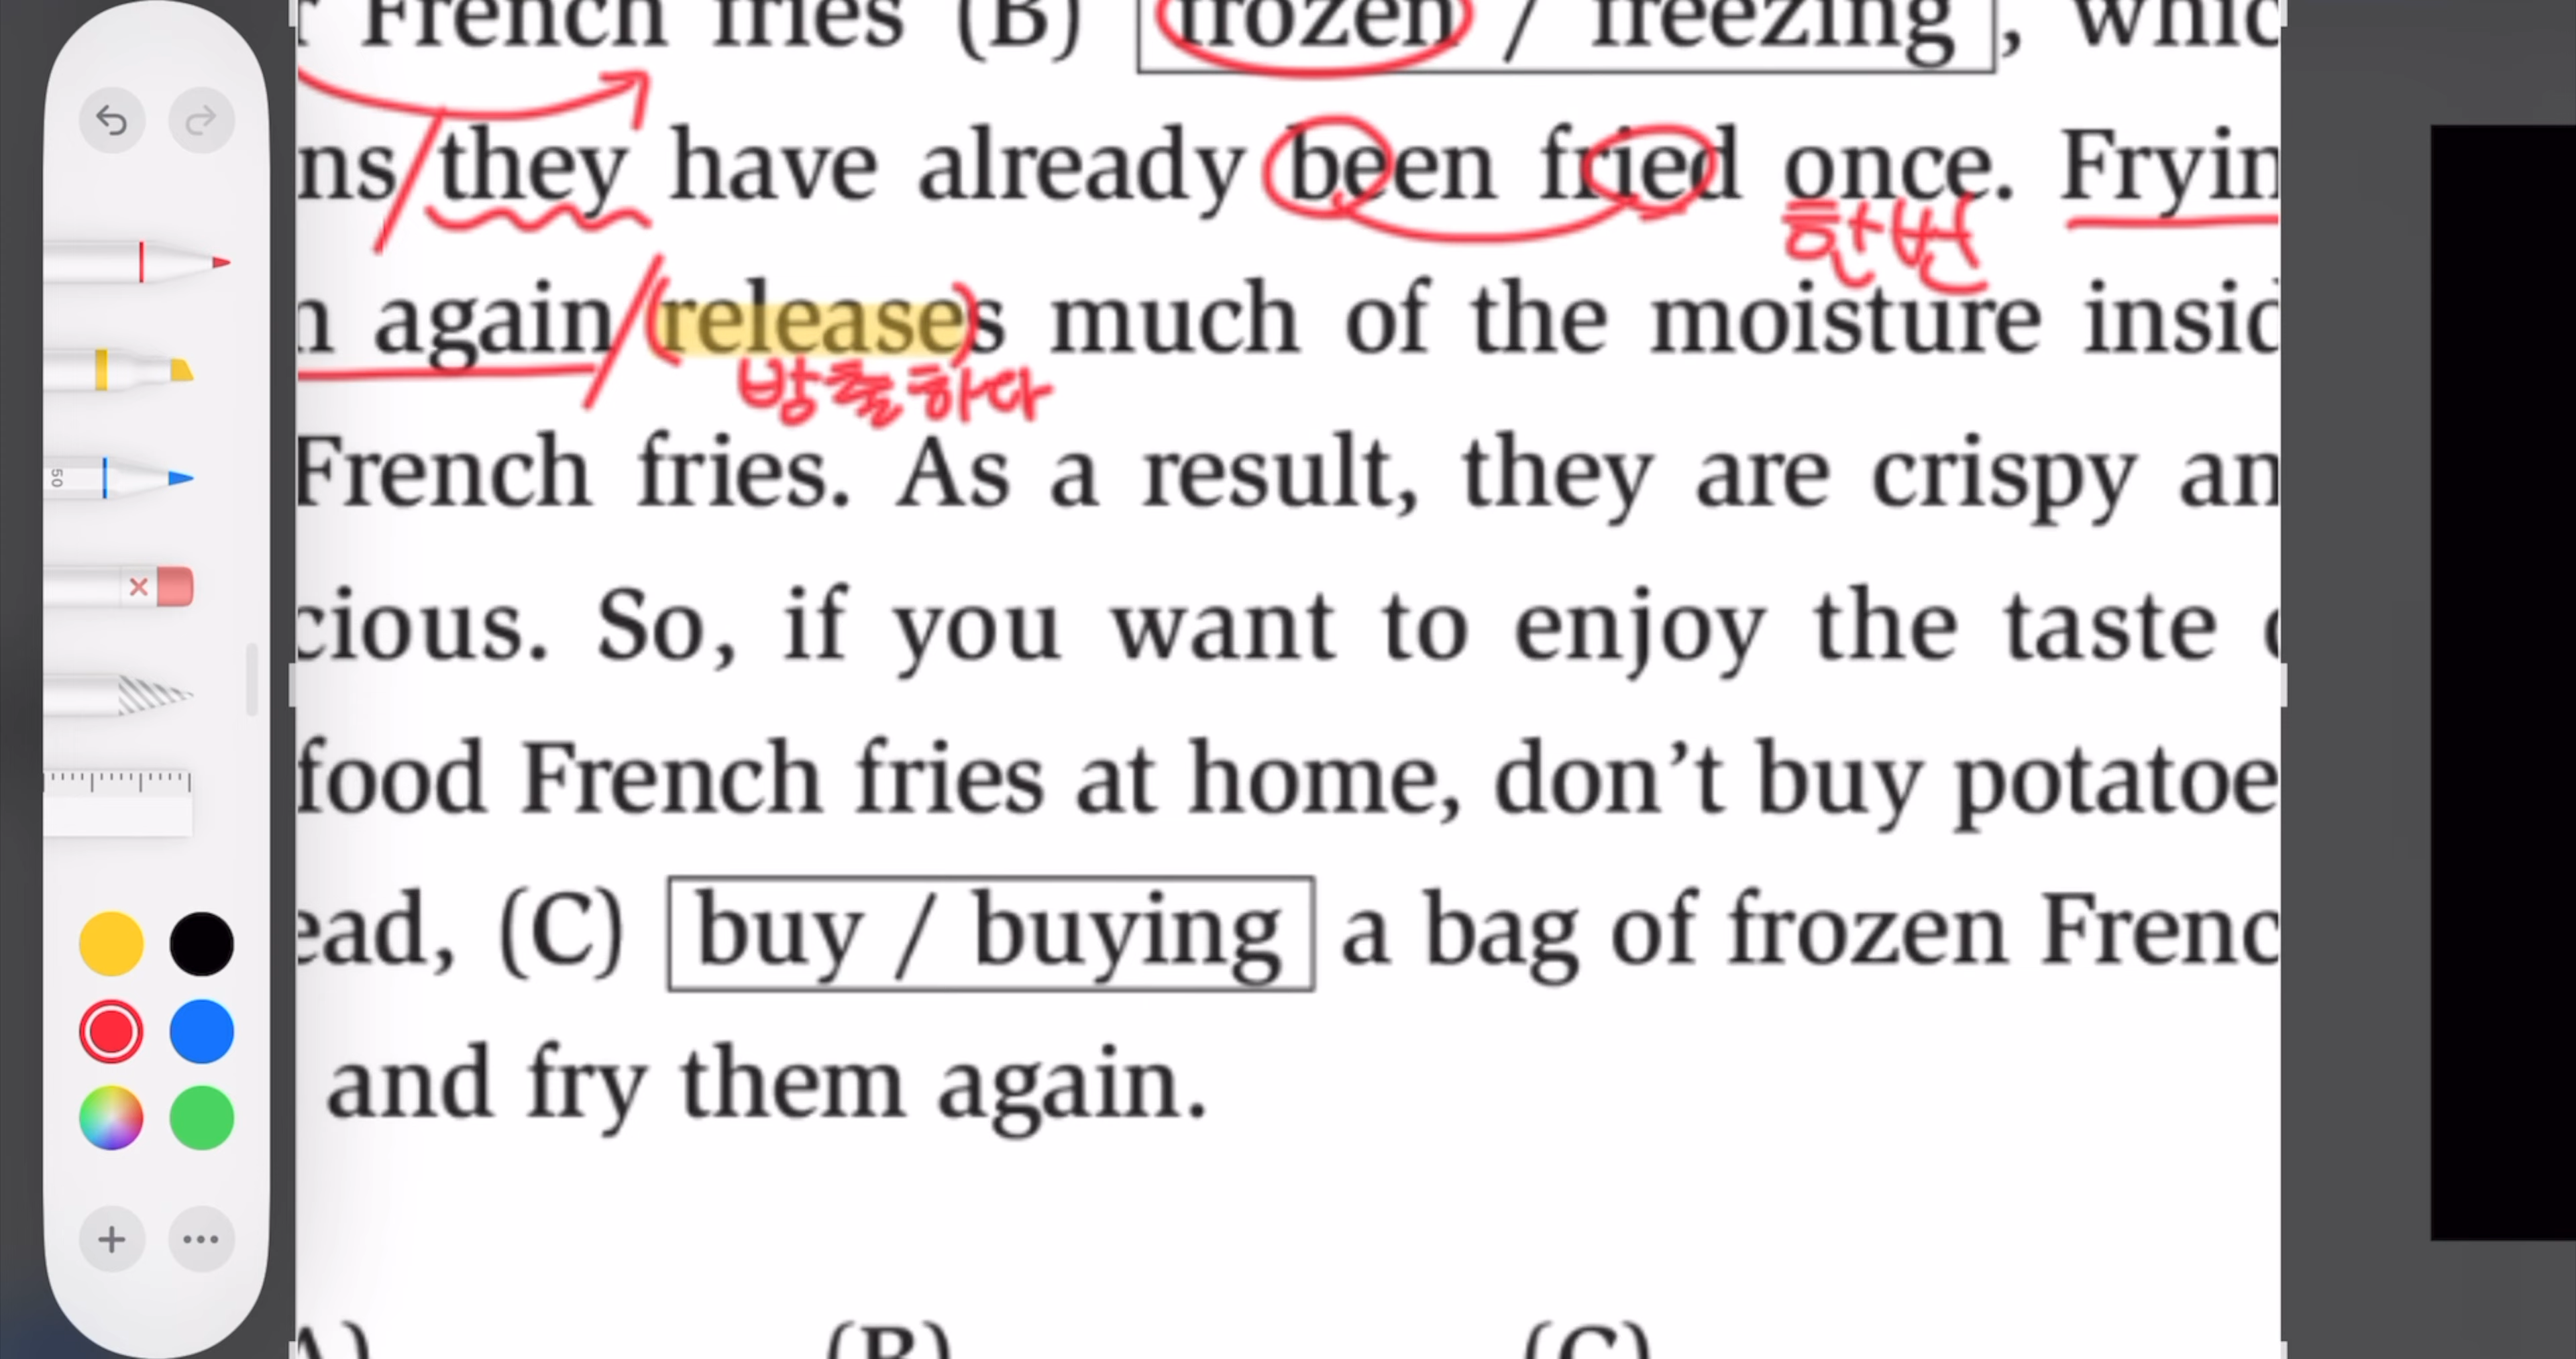 French fries (B) frozen / freezing, whic
ns they have already been fried once. Fryin
한번
n again releases much of the moisture insid
방출하다
French fries. As a result, they are crispy an
cious. So, if you want to enjoy the taste
food French fries at home, don't buy potatoe
ead, (C) buy / buying a bag of frozen Frenc
and fry them again.
(B) (C)
50